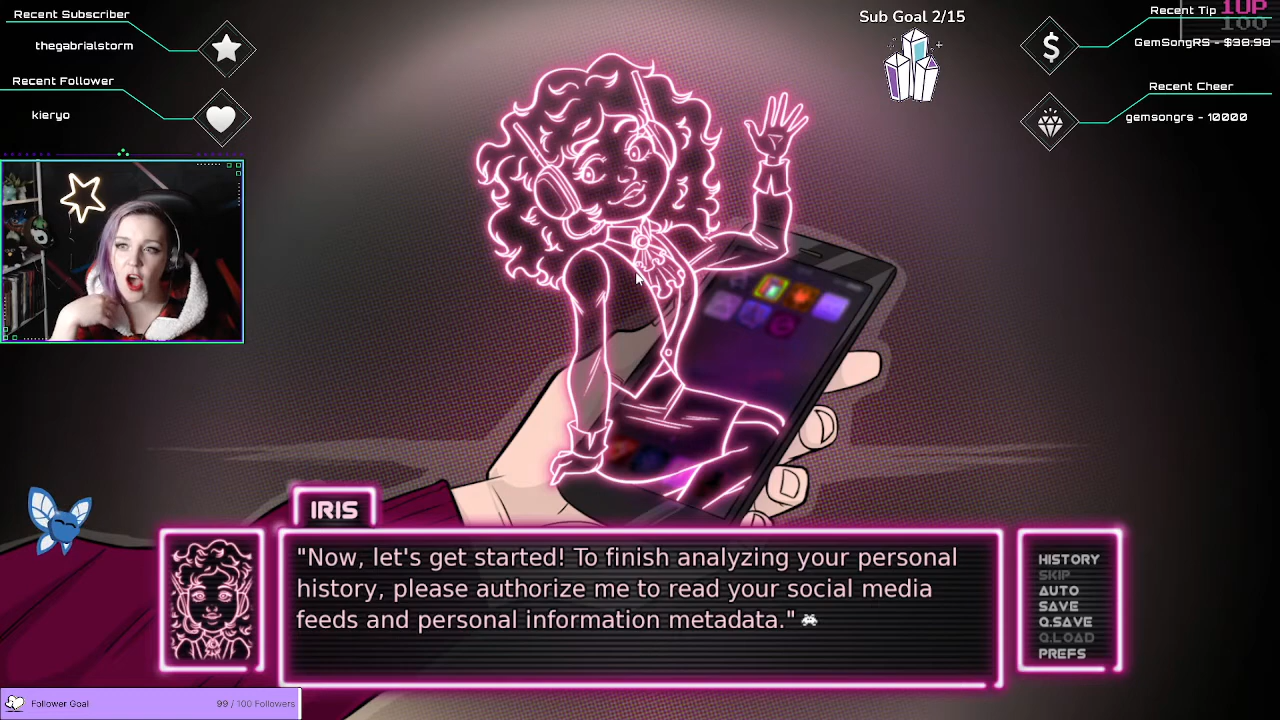 Recent Subscriber
thegabrialstorm
Recent Follower
kieryo
Sub Goal 2/15
Recent Tip
1UP
100
GemSongRS - $38.98
Recent Cheer
gemsongrs - 10000
IRIS
"Now, let's get started! To finish analyzing your personal
history, please authorize me to read your social media
feeds and personal information metadata."
HISTORY
SKIP
AUTO
SAVE
Q.SAVE
Q.LOAD
PREFS
Follower Goal
99 / 100 Followers